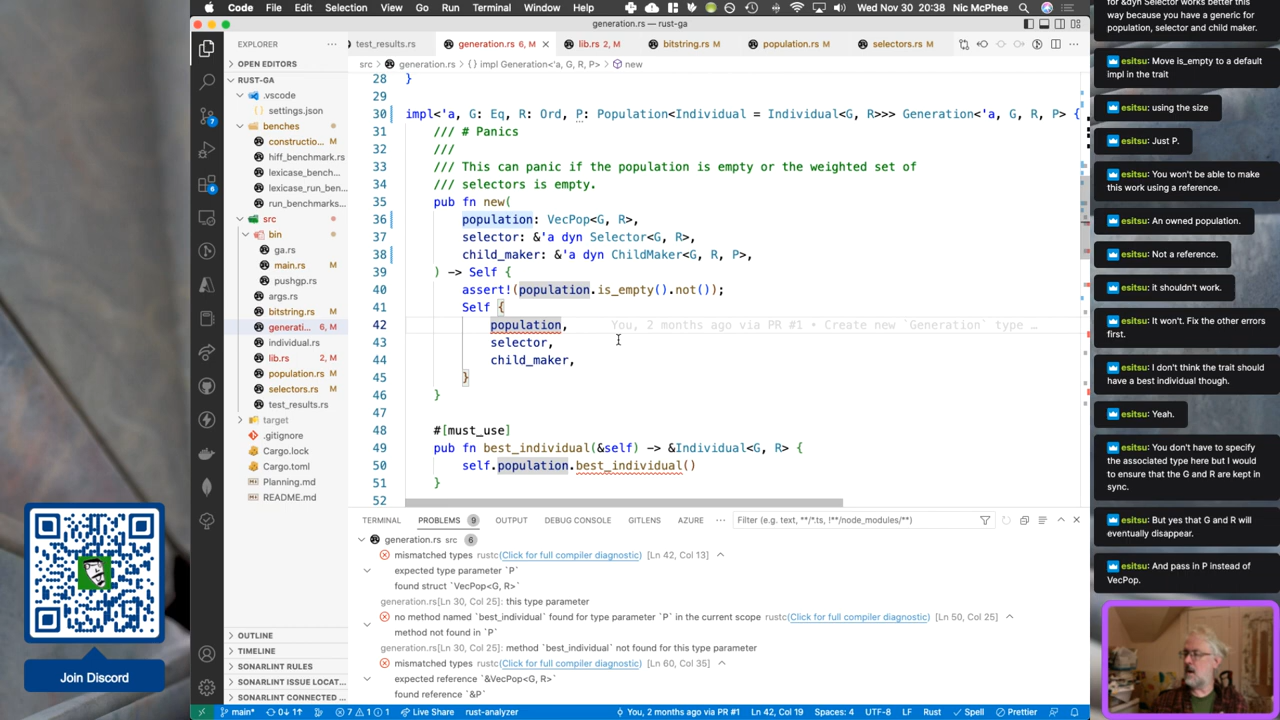 Code File Edit Selection View Go Run Terminal Window Help
Wed Nov 30 20:38 Nic McPhee
generation.rs — rust-ga
EXPLORER
RUST-GA
.vscode
settings.json
benches
constructio... M
hiff_benchmark.rs
lexicase_bench...
lexicase_run_ben...
run_benchmarks...
src
bin
ga.rs
main.rs M
pushgp.rs
args.rs
bitstring.rs M
generati... 6, M
individual.rs
lib.rs 2, M
population.rs M
selectors.rs M
test_results.rs
target
.gitignore
Cargo.lock
Cargo.toml
Planning.md
README.md
OUTLINE
TIMELINE
SONARLINT RULES
SONARLINT ISSUE LOCAT...
SONARLINT CONNECTED ...
test_results.rs generation.rs 6, M lib.rs 2, M bitstring.rs M population.rs M selectors.rs M
src > generation.rs > {} impl Generation<'a, G, R, P> > new
28 }
29
30 impl<'a, G: Eq, R: Ord, P: Population<Individual = Individual<G, R>>> Generation<'a, G, R, P> {
31 /// # Panics
32 ///
33 /// This can panic if the population is empty or the weighted set of
34 /// selectors is empty.
35 pub fn new(
36 population: VecPop<G, R>,
37 selector: &'a dyn Selector<G, R>,
38 child_maker: &'a dyn ChildMaker<G, R, P>,
39 ) -> Self {
40 assert!(population.is_empty().not());
41 Self {
42 population, You, 2 months ago via PR #1 • Create new `Generation` type …
43 selector,
44 child_maker,
45 }
46 }
47
48 #[must_use]
49 pub fn best_individual(&self) -> &Individual<G, R> {
50 self.population.best_individual()
51 }
52
TERMINAL PROBLEMS 9 OUTPUT DEBUG CONSOLE GITLENS AZURE ... Filter (e.g. text, **/*.ts, !**/node_modules/**)
generation.rs src 6
mismatched types rustc(Click for full compiler diagnostic) [Ln 42, Col 13]
expected type parameter `P`
found struct `VecPop<G, R>`
generation.rs[Ln 30, Col 25]: this type parameter
no method named `best_individual` found for type parameter `P` in the current scope rustc(Click for full compiler diagnostic) [Ln 50, Col 25]
method not found in `P`
generation.rs[Ln 30, Col 25]: method `best_individual` not found for this type parameter
mismatched types rustc(Click for full compiler diagnostic) [Ln 60, Col 35]
expected reference `&VecPop<G, R>`
found reference `&P`
main* 0↓ 1↑ 7 1 1 Live Share rust-analyzer You, 2 months ago via PR #1 Ln 42, Col 19 Spaces: 4 UTF-8 LF Rust Spell Prettier
Join Discord
for &dyn Selector works better this
way because you have a generic for
population, selector and child maker.
esitsu: Move is_empty to a default
impl in the trait
esitsu: using the size
esitsu: Just P.
esitsu: You won't be able to make
this work using a reference.
esitsu: An owned population.
esitsu: Not a reference.
esitsu: it shouldn't work.
esitsu: It won't. Fix the other errors
first.
esitsu: I don't think the trait should
have a best individual though.
esitsu: Yeah.
esitsu: You don't have to specify
the associated type here but I would
to ensure that the G and R are kept in
sync.
esitsu: But yes that G and R will
eventually disappear.
esitsu: And pass in P instead of
VecPop.